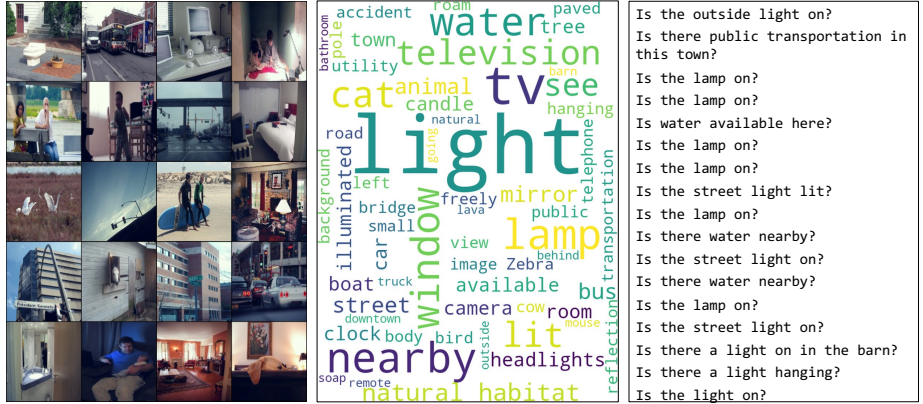 bathroom
accident
roam
paved
pole
water
tree
town
television
utility
barn
cat
animal
tv
see
candle
hanging
natural
road
light
going
telephone
background
illuminated
left
freely
mirror
bridge
lava
public
transportation
small
window
lamp
car
view
behind
image
Zebra
boat
truck
available
bus
street
camera
cow
room
downtown
lit
mouse
clock
body
bird
outside
reflection
nearby
headlights
soap
remote
natural habitat
Is the outside light on?
Is there public transportation in
this town?
Is the lamp on?
Is the lamp on?
Is water available here?
Is the lamp on?
Is the lamp on?
Is the street light lit?
Is the lamp on?
Is there water nearby?
Is the street light on?
Is there water nearby?
Is the lamp on?
Is the street light on?
Is there a light on in the barn?
Is there a light hanging?
Is the light on?